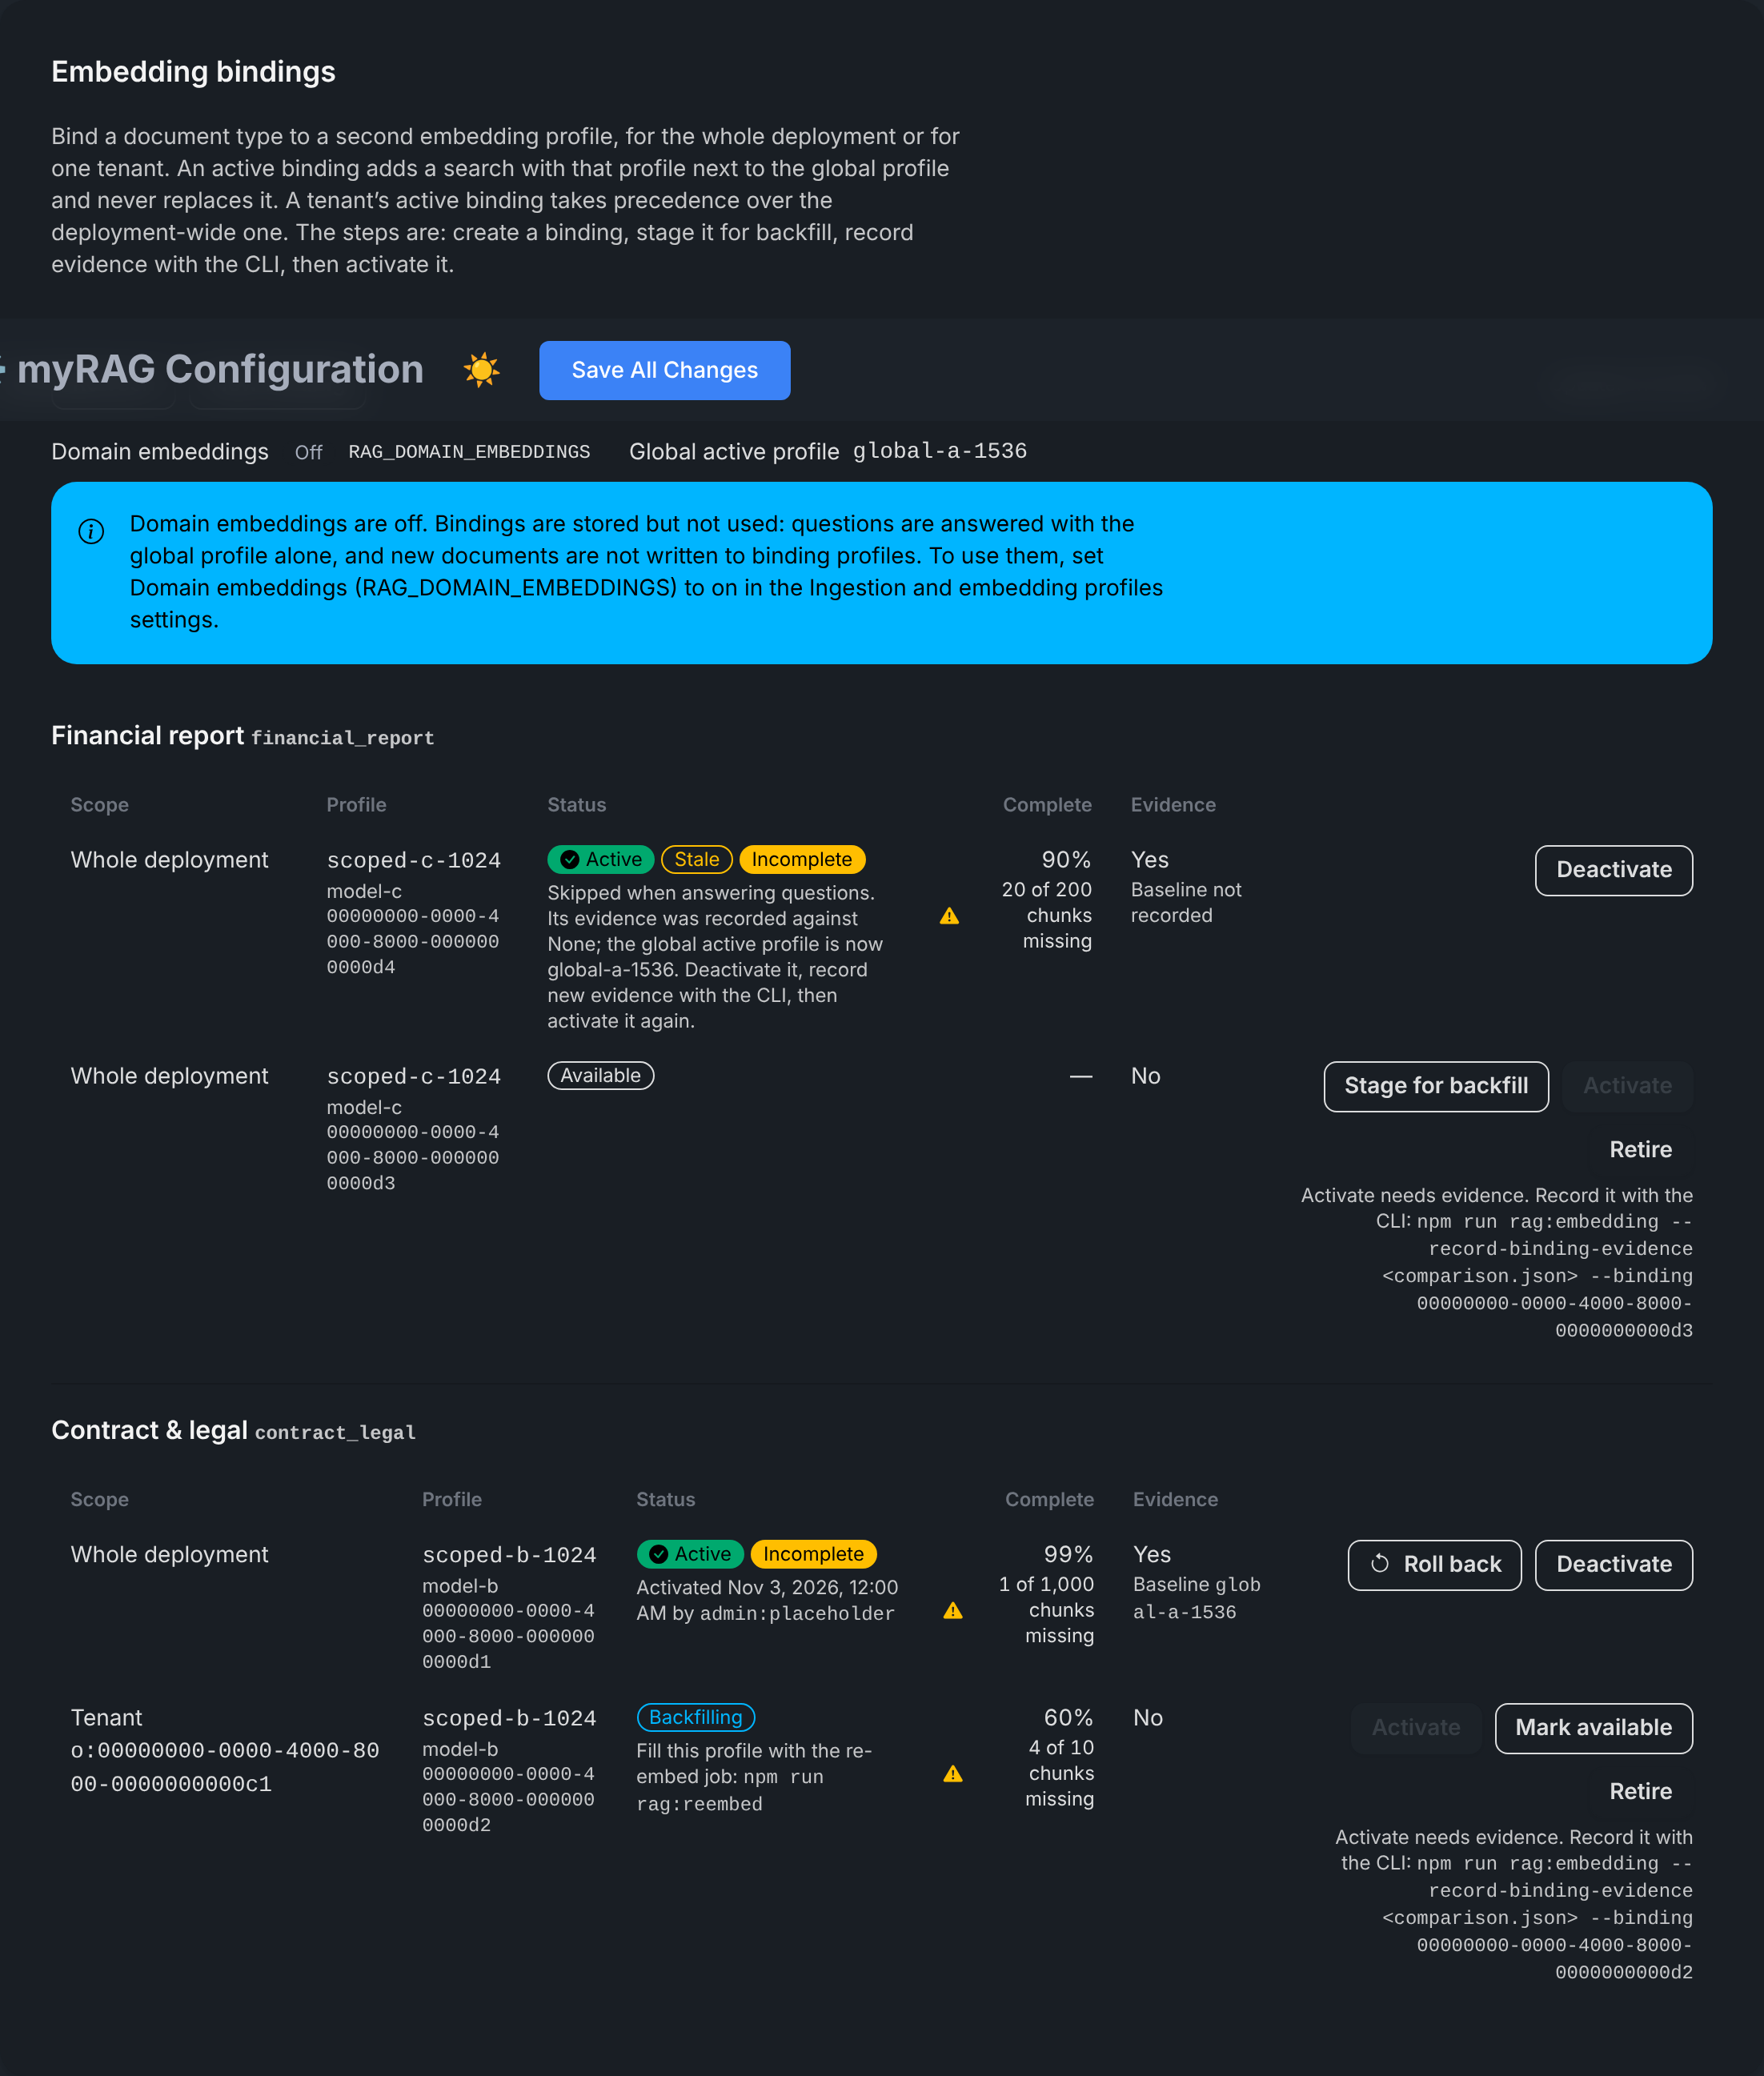 Embedding bindings
Bind a document type to a second embedding profile, for the whole deployment or for
one tenant. An active binding adds a search with that profile next to the global profile
and never replaces it. A tenant’s active binding takes precedence over the
deployment-wide one. The steps are: create a binding, stage it for backfill, record
evidence with the CLI, then activate it.
myRAG Configuration
Save All Changes
Domain embeddings Off RAG_DOMAIN_EMBEDDINGS Global active profile global-a-1536
Domain embeddings are off. Bindings are stored but not used: questions are answered with the
global profile alone, and new documents are not written to binding profiles. To use them, set
Domain embeddings (RAG_DOMAIN_EMBEDDINGS) to on in the Ingestion and embedding profiles
settings.
Financial report financial_report
Scope Profile Status Complete Evidence
Whole deployment
scoped-c-1024
model-c
00000000-0000-4
000-8000-000000
0000d4
Active Stale Incomplete
Skipped when answering questions.
Its evidence was recorded against
None; the global active profile is now
global-a-1536. Deactivate it, record
new evidence with the CLI, then
activate it again.
90%
20 of 200
chunks
missing
Yes
Baseline not
recorded
Deactivate
Whole deployment
scoped-c-1024
model-c
00000000-0000-4
000-8000-000000
0000d3
Available
—
No
Stage for backfill Activate
Retire
Activate needs evidence. Record it with the
CLI: npm run rag:embedding --
record-binding-evidence
<comparison.json> --binding
00000000-0000-4000-8000-
0000000000d3
Contract & legal contract_legal
Scope Profile Status Complete Evidence
Whole deployment
scoped-b-1024
model-b
00000000-0000-4
000-8000-000000
0000d1
Active Incomplete
Activated Nov 3, 2026, 12:00
AM by admin:placeholder
99%
1 of 1,000
chunks
missing
Yes
Baseline glob
al-a-1536
Roll back Deactivate
Tenant
o:00000000-0000-4000-80
00-0000000000c1
scoped-b-1024
model-b
00000000-0000-4
000-8000-000000
0000d2
Backfilling
Fill this profile with the re-
embed job: npm run
rag:reembed
60%
4 of 10
chunks
missing
No
Activate Mark available
Retire
Activate needs evidence. Record it with
the CLI: npm run rag:embedding --
record-binding-evidence
<comparison.json> --binding
00000000-0000-4000-8000-
0000000000d2